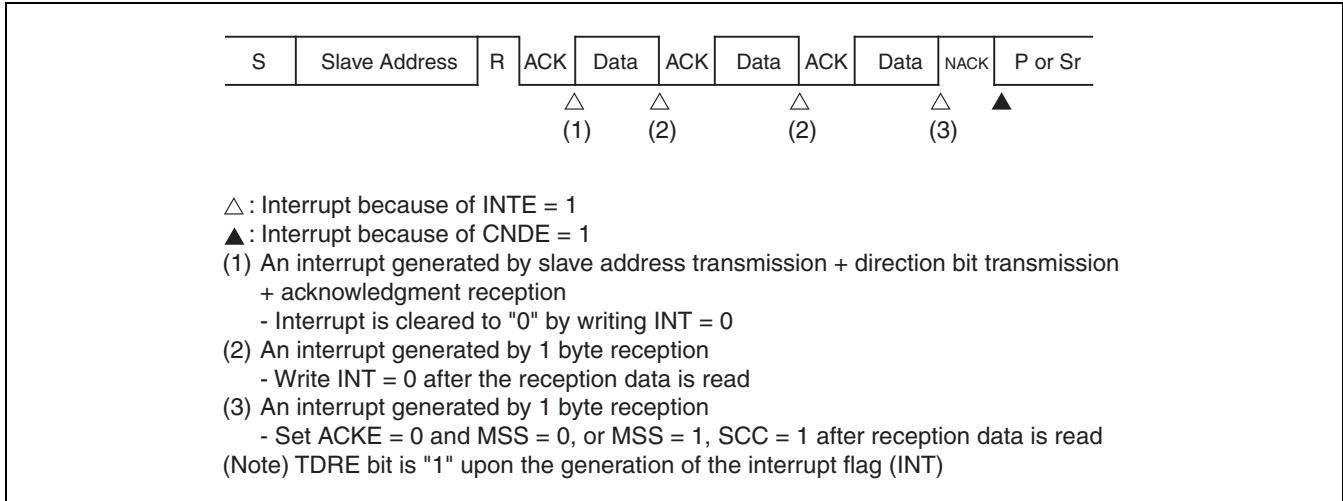 S Slave Address R ACK Data ACK Data ACK Data NACK P or Sr
△ △ △ △ ▲
(1) (2) (2) (3)
△ : Interrupt because of INTE = 1
▲ : Interrupt because of CNDE = 1
(1) An interrupt generated by slave address transmission + direction bit transmission
+ acknowledgment reception
- Interrupt is cleared to "0" by writing INT = 0
(2) An interrupt generated by 1 byte reception
- Write INT = 0 after the reception data is read
(3) An interrupt generated by 1 byte reception
- Set ACKE = 0 and MSS = 0, or MSS = 1, SCC = 1 after reception data is read
(Note) TDRE bit is "1" upon the generation of the interrupt flag (INT)